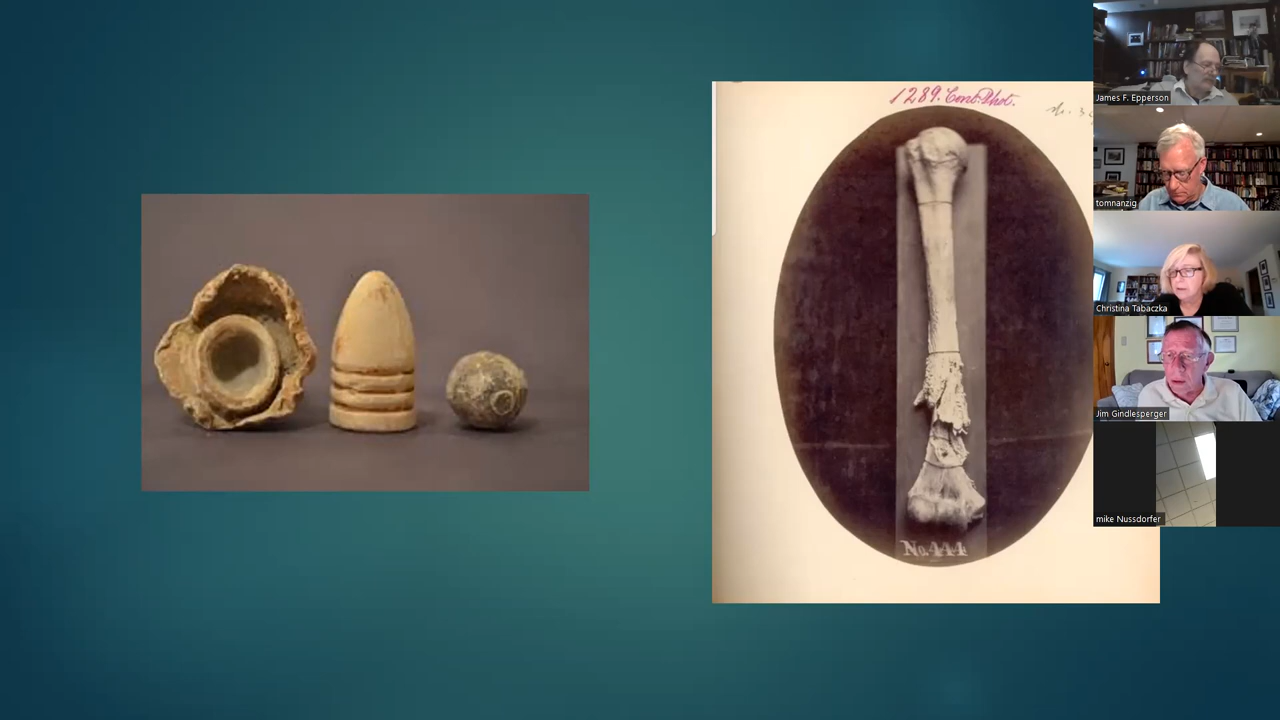 1289. Cont. Phot.
No. 444
James F. Epperson
tomnanzig
Christina Tabaczka
Jim Gindlesperger
mike Nussdorfer